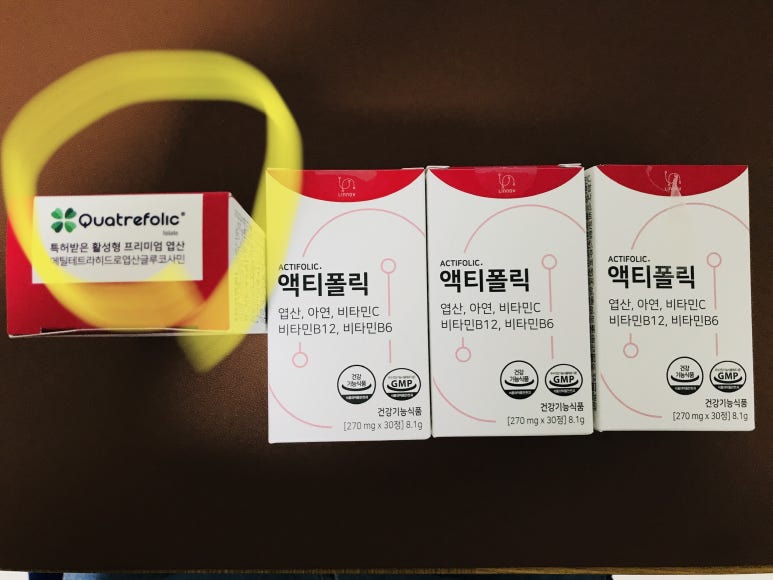 Quatrefolic®
folate
특허받은 활성형 프리미엄 엽산
메틸테트라히드로엽산글루코사민
Linnov
ACTIFOLIC.
액티폴릭
엽산, 아연, 비타민C
비타민B12, 비타민B6
건강
기능식품
GMP
건강기능식품
[270 mg x 30정] 8.1g
Linnov
ACTIFOLIC.
액티폴릭
엽산, 아연, 비타민C
비타민B12, 비타민B6
건강
기능식품
GMP
건강기능식품
[270 mg x 30정] 8.1g
ACTIFOLIC.
액티폴릭
엽산, 아연, 비타민C
비타민B12, 비타민B6
건강
기능식품
GMP
건강기능식품
[270 mg x 30정] 8.1g